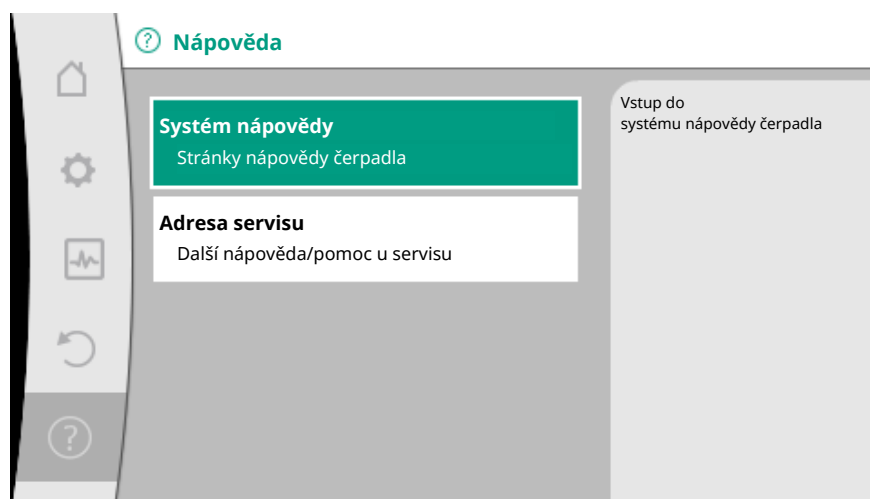 Nápověda
Systém nápovědy
Stránky nápovědy čerpadla
Adresa servisu
Další nápověda/pomoc u servisu
Vstup do
systému nápovědy čerpadla